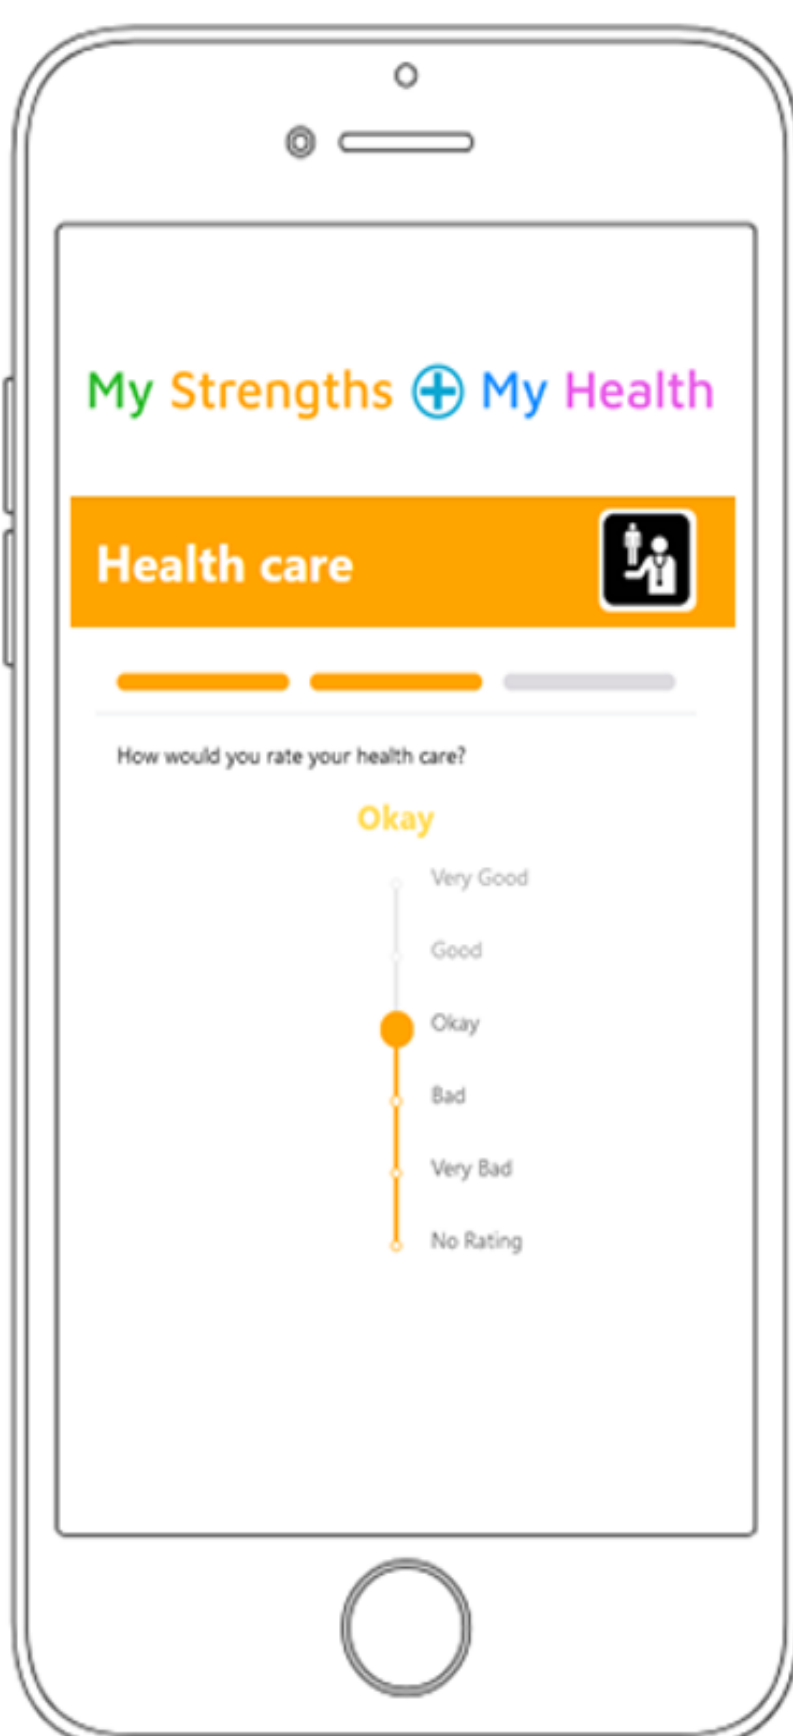 My Strengths + My Health
Health care
How would you rate your health care?
Okay
Very Good
Good
Okay
Bad
Very Bad
No Rating